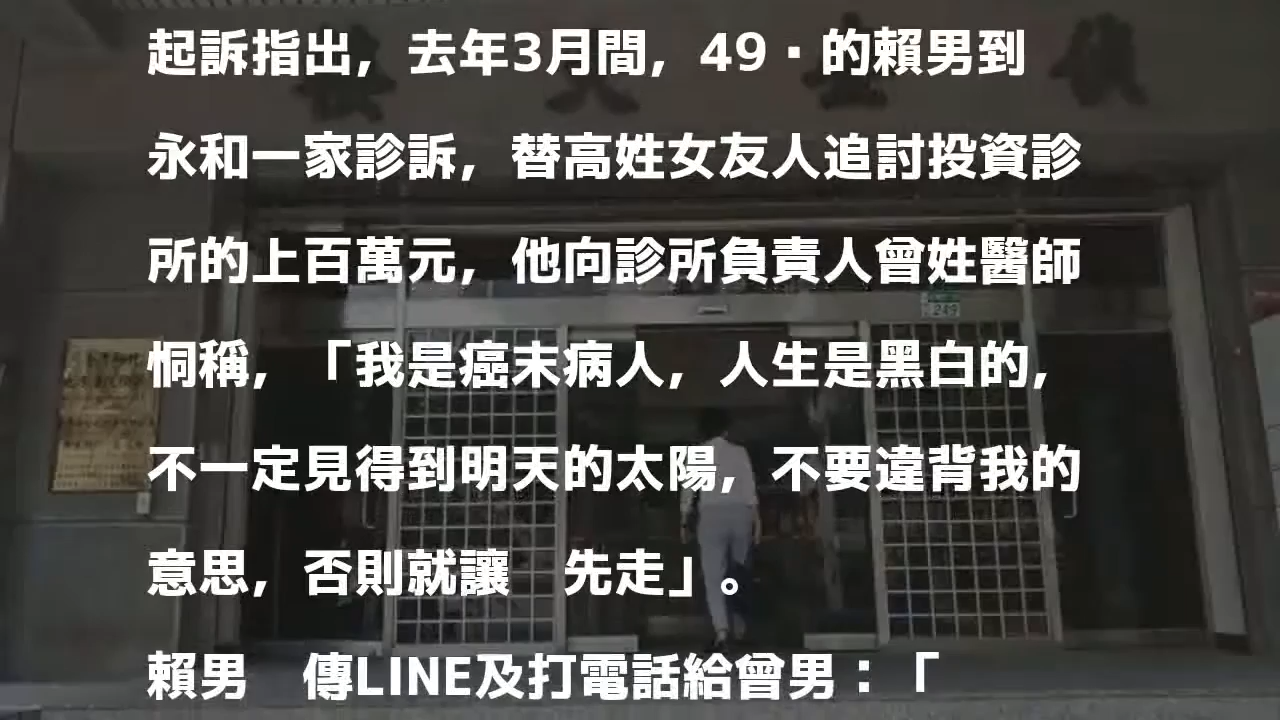 起訴指出，去年3月間，49▪的賴男到
永和一家診訴，替高姓女友人追討投資診
所的上百萬元，他向診所負責人曾姓醫師
恫稱，「我是癌末病人，人生是黑白的，
不一定見得到明天的太陽，不要違背我的
意思，否則就讓　先走」。
賴男　傳LINE及打電話給曾男：「
249